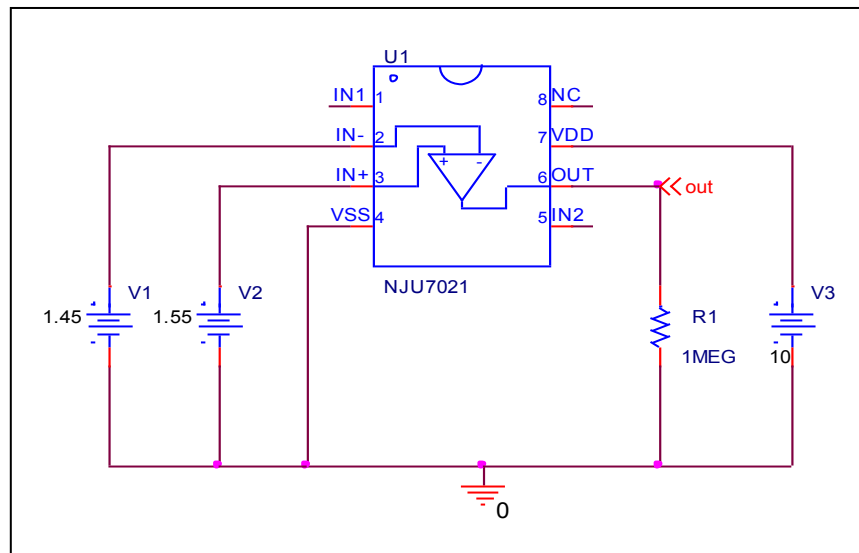 U1
IN1 1
8 NC
IN- 2
7 VDD
+ -
IN+ 3
6 OUT
out
VSS 4
5 IN2
NJU7021
V1
1.45
V2
1.55
R1
1MEG
V3
10
0